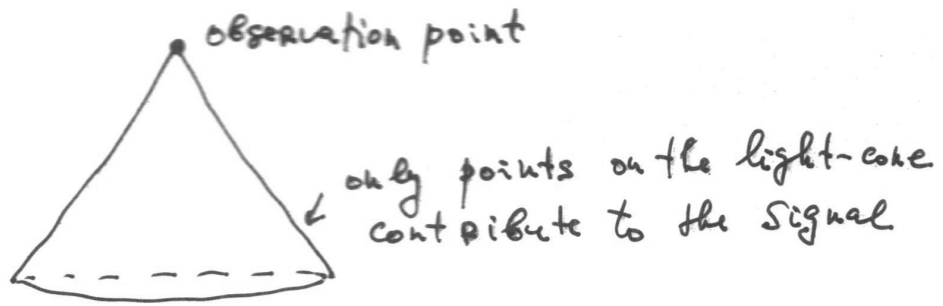 observation point
only points on the light-cone
contribute to the signal